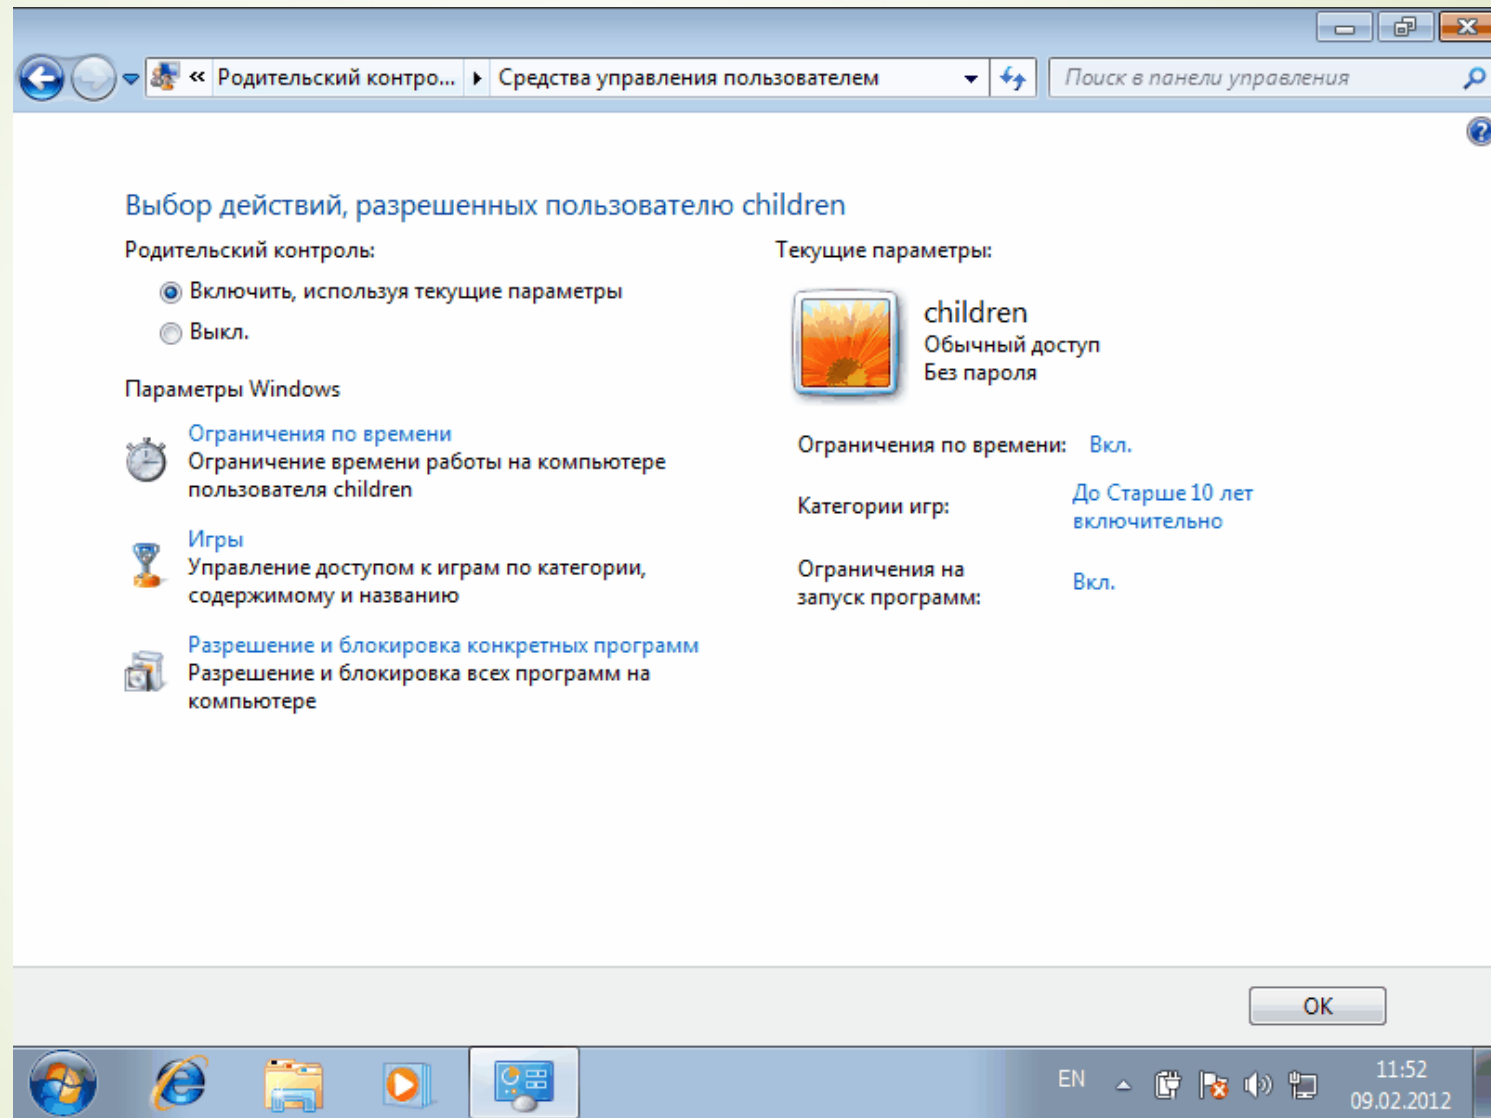 « Родительский контро... Средства управления пользователем
Поиск в панели управления
Выбор действий, разрешенных пользователю children
Родительский контроль:
Включить, используя текущие параметры
Выкл.
Параметры Windows
Ограничения по времени
Ограничение времени работы на компьютере
пользователя children
Игры
Управление доступом к играм по категории,
содержимому и названию
Разрешение и блокировка конкретных программ
Разрешение и блокировка всех программ на
компьютере
Текущие параметры:
children
Обычный доступ
Без пароля
Ограничения по времени: Вкл.
Категории игр:
До Старше 10 лет
включительно
Ограничения на
запуск программ:
Вкл.
OK
EN
11:52
09.02.2012